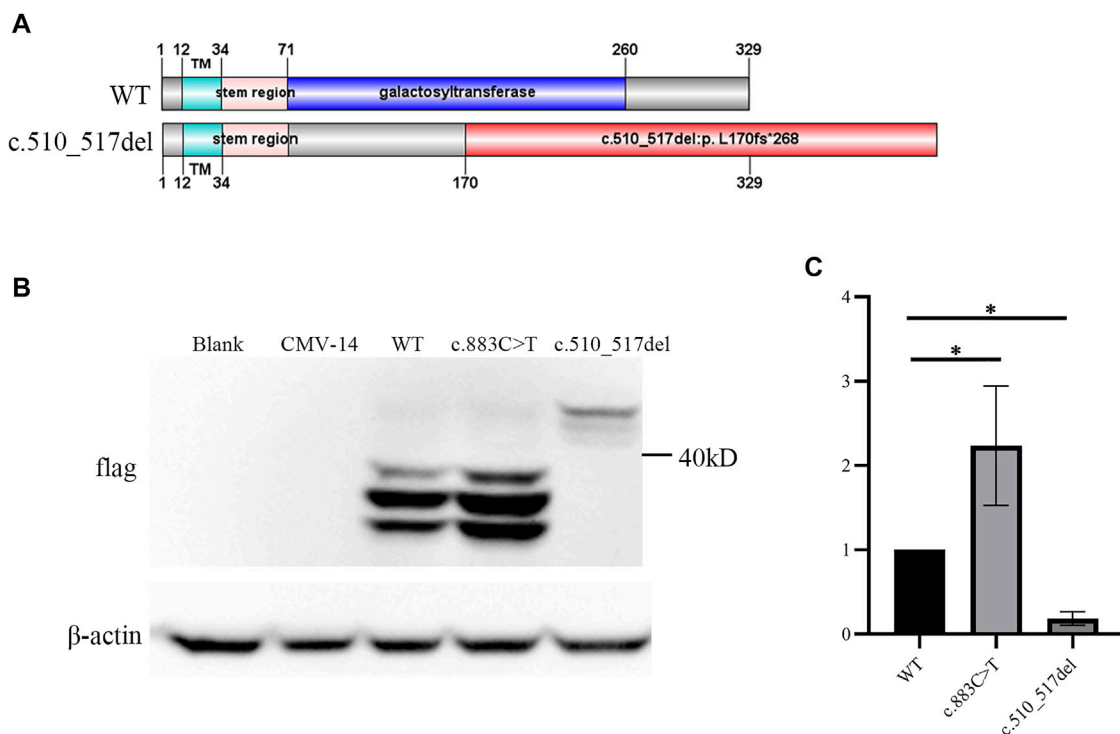 A
1 12 34 71 260 329
TM
WT stem region galactosyltransferase
c.510_517del stem region c.510_517del:p. L170fs*268
TM
1 12 34 170 329
B
Blank CMV-14 WT c.883C>T c.510_517del
flag
40kD
β-actin
C
4
*
3
*
2
1
0
WT c.883C>T c.510_517del